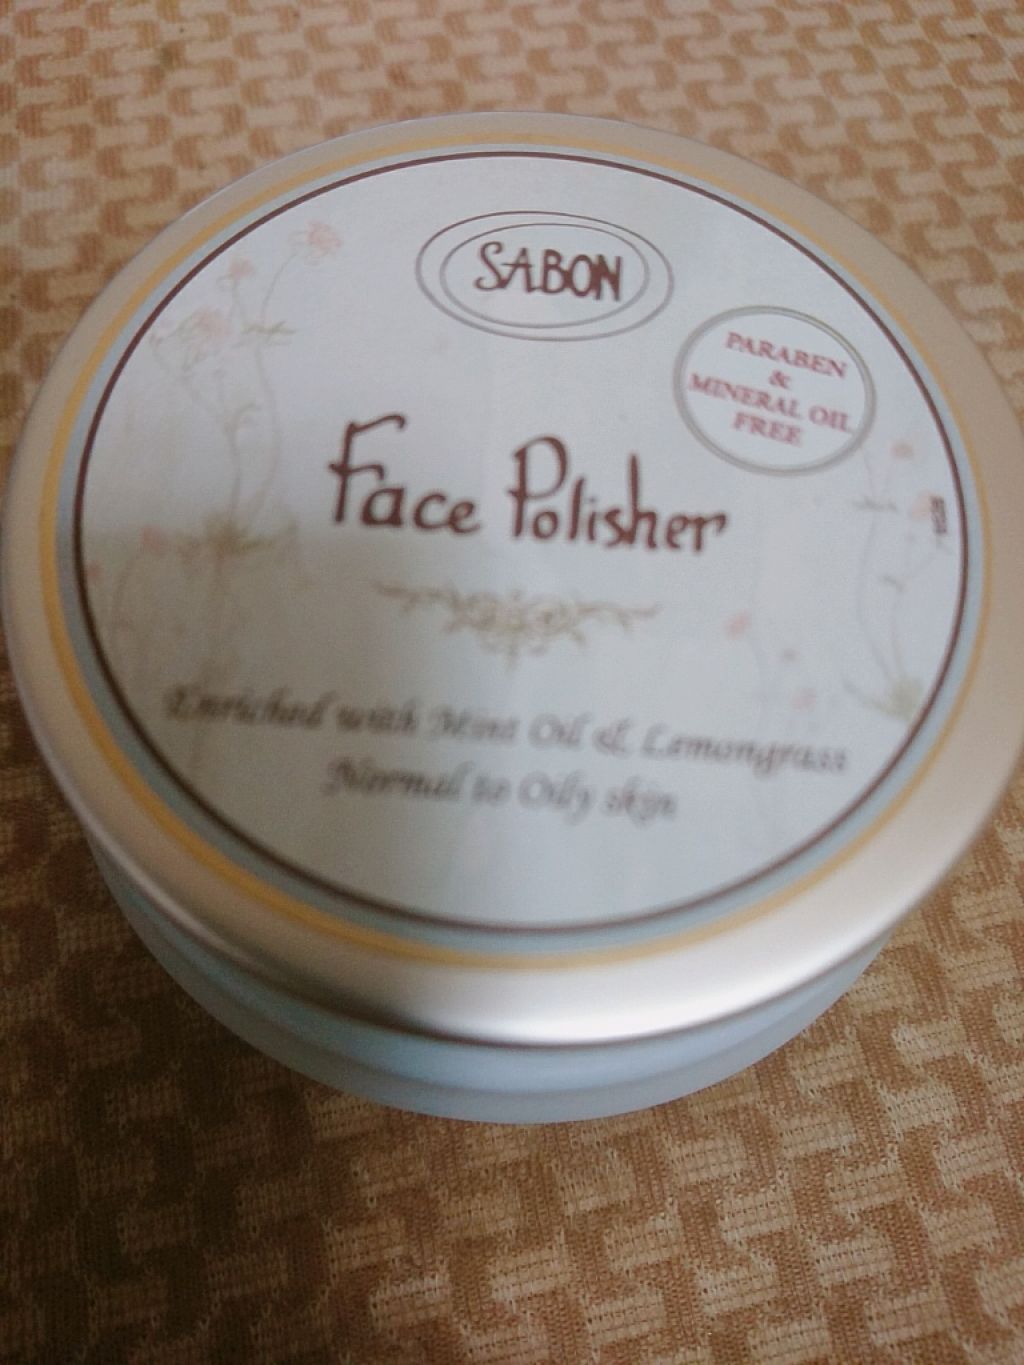 SABON
PARABEN
&
MINERAL OIL
FREE
Face Polisher
Enriched with Mint Oil & Lemongrass
Normal to Oily skin